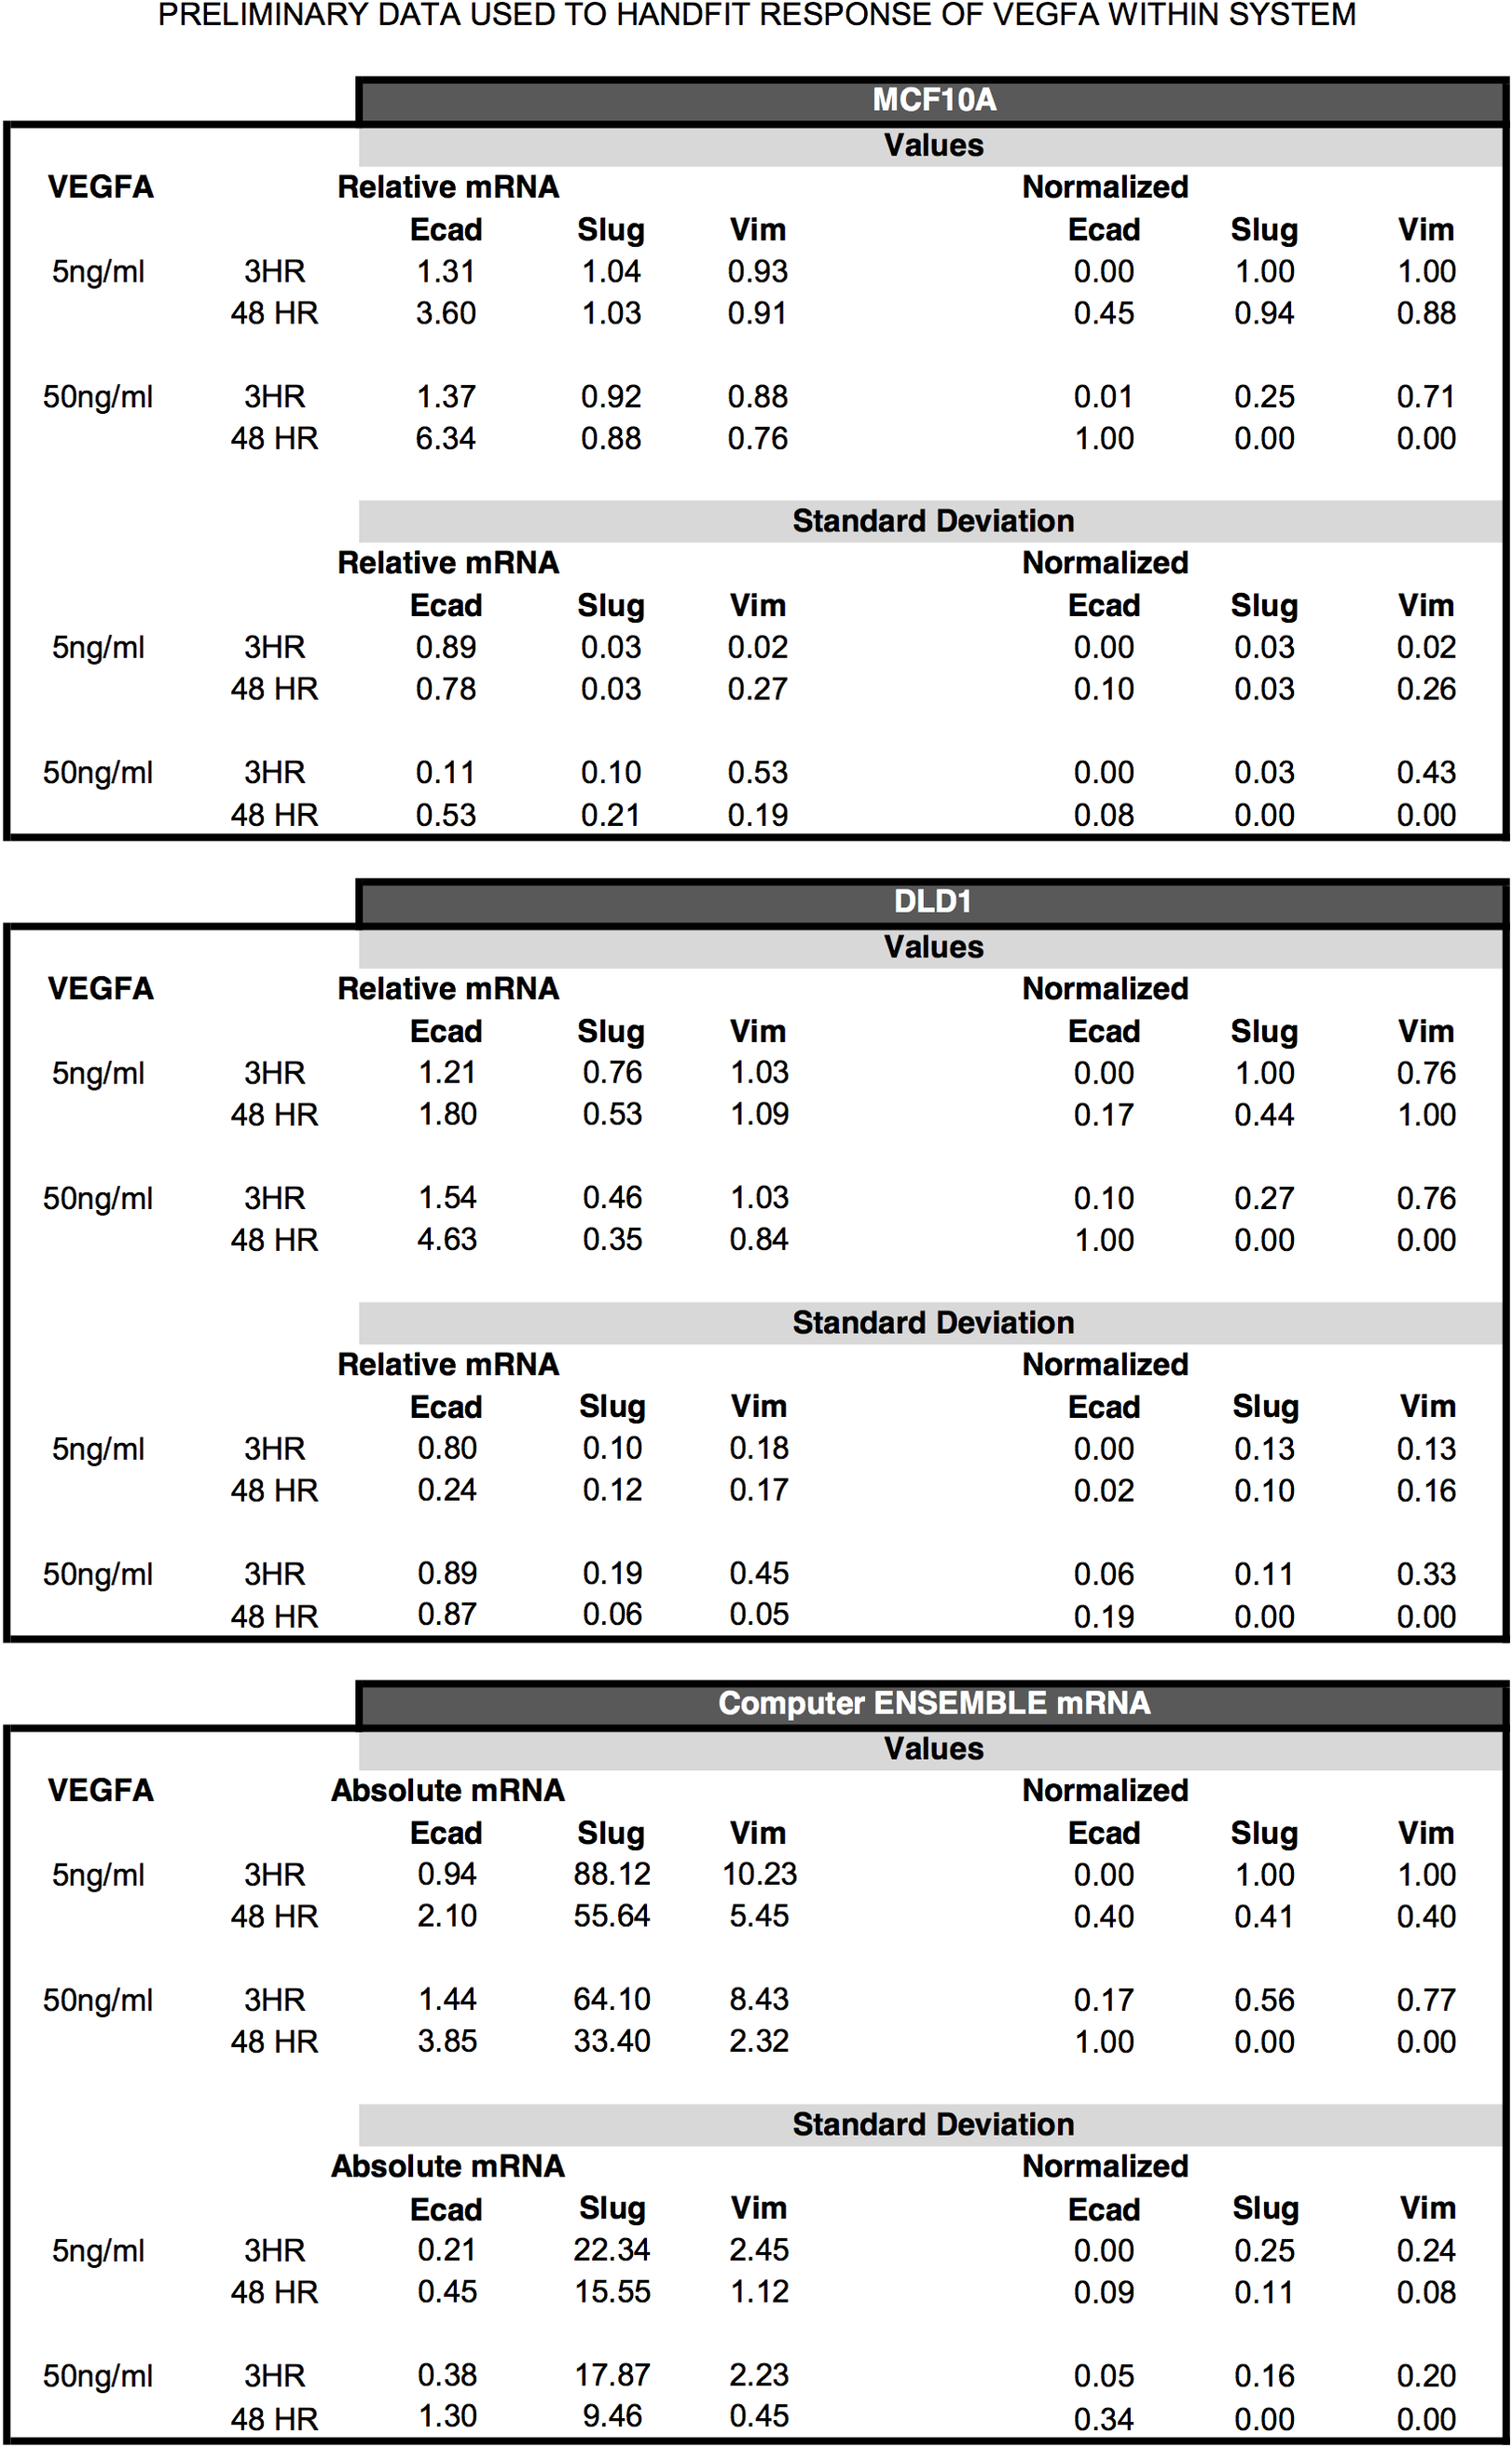 PRELIMINARY DATA USED TO HANDFIT RESPONSE OF VEGFA WITHIN SYSTEM
MCF10A
Values
VEGFA Relative mRNA Normalized
Ecad Slug Vim Ecad Slug Vim
5ng/ml 3HR 1.31 1.04 0.93 0.00 1.00 1.00
48 HR 3.60 1.03 0.91 0.45 0.94 0.88
50ng/ml 3HR 1.37 0.92 0.88 0.01 0.25 0.71
48 HR 6.34 0.88 0.76 1.00 0.00 0.00
Standard Deviation
Relative mRNA Normalized
Ecad Slug Vim Ecad Slug Vim
5ng/ml 3HR 0.89 0.03 0.02 0.00 0.03 0.02
48 HR 0.78 0.03 0.27 0.10 0.03 0.26
50ng/ml 3HR 0.11 0.10 0.53 0.00 0.03 0.43
48 HR 0.53 0.21 0.19 0.08 0.00 0.00
DLD1
Values
VEGFA Relative mRNA Normalized
Ecad Slug Vim Ecad Slug Vim
5ng/ml 3HR 1.21 0.76 1.03 0.00 1.00 0.76
48 HR 1.80 0.53 1.09 0.17 0.44 1.00
50ng/ml 3HR 1.54 0.46 1.03 0.10 0.27 0.76
48 HR 4.63 0.35 0.84 1.00 0.00 0.00
Standard Deviation
Relative mRNA Normalized
Ecad Slug Vim Ecad Slug Vim
5ng/ml 3HR 0.80 0.10 0.18 0.00 0.13 0.13
48 HR 0.24 0.12 0.17 0.02 0.10 0.16
50ng/ml 3HR 0.89 0.19 0.45 0.06 0.11 0.33
48 HR 0.87 0.06 0.05 0.19 0.00 0.00
Computer ENSEMBLE mRNA
Values
VEGFA Absolute mRNA Normalized
Ecad Slug Vim Ecad Slug Vim
5ng/ml 3HR 0.94 88.12 10.23 0.00 1.00 1.00
48 HR 2.10 55.64 5.45 0.40 0.41 0.40
50ng/ml 3HR 1.44 64.10 8.43 0.17 0.56 0.77
48 HR 3.85 33.40 2.32 1.00 0.00 0.00
Standard Deviation
Absolute mRNA Normalized
Ecad Slug Vim Ecad Slug Vim
5ng/ml 3HR 0.21 22.34 2.45 0.00 0.25 0.24
48 HR 0.45 15.55 1.12 0.09 0.11 0.08
50ng/ml 3HR 0.38 17.87 2.23 0.05 0.16 0.20
48 HR 1.30 9.46 0.45 0.34 0.00 0.00